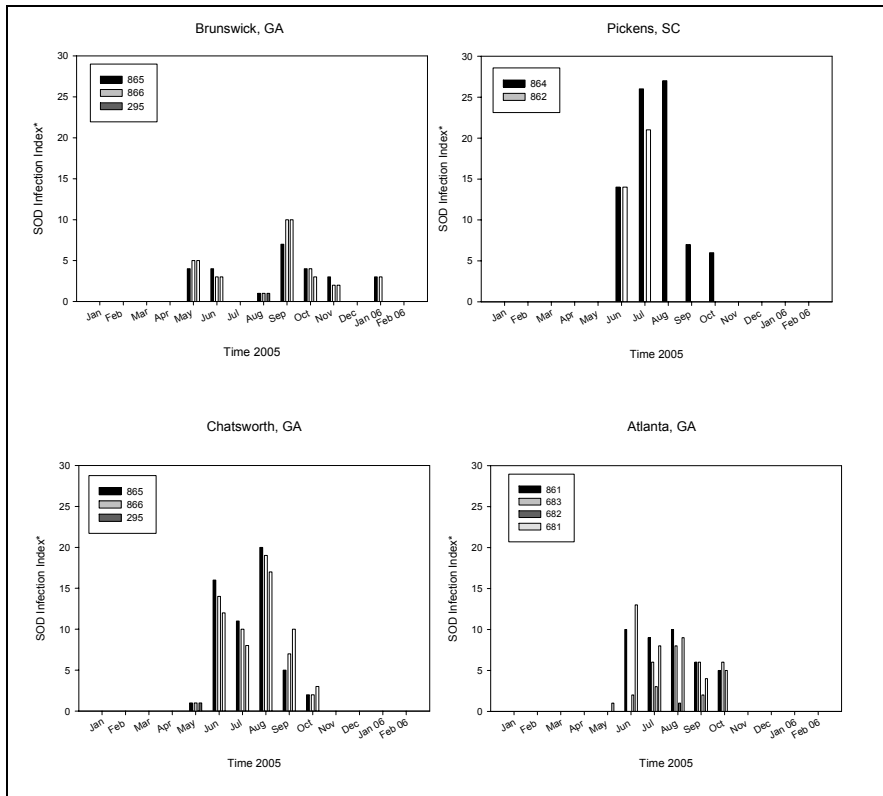 Brunswick, GA
SOD Infection Index*
30
25
20
15
10
5
0
865
866
295
Jan Feb Mar Apr May Jun Jul Aug Sep Oct Nov Dec Jan 06 Feb 06
Time 2005
Pickens, SC
SOD Infection Index*
30
25
20
15
10
5
0
864
862
Jan Feb Mar Apr May Jun Jul Aug Sep Oct Nov Dec Jan 06 Feb 06
Time 2005
Chatsworth, GA
SOD Infection Index*
30
25
20
15
10
5
0
865
866
295
Jan Feb Mar Apr May Jun Jul Aug Sep Oct Nov Dec Jan 06 Feb 06
Time 2005
Atlanta, GA
SOD Infection Index*
30
25
20
15
10
5
0
861
683
682
681
Jan Feb Mar Apr May Jun Jul Aug Sep Oct Nov Dec Jan 06 Feb 06
Time 2005